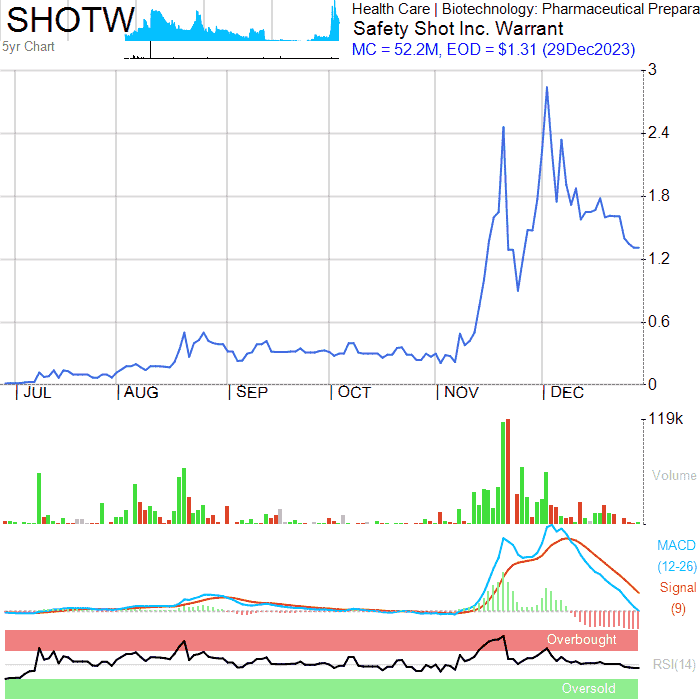 SHOTW
5yr Chart
Health Care | Biotechnology: Pharmaceutical Prepara
Safety Shot Inc. Warrant
MC = 52.2M, EOD = $1.31 (29Dec2023)
3
2.4
1.8
1.2
0.6
0
JUL
AUG
SEP
OCT
NOV
DEC
119k
Volume
MACD
(12-26)
Signal
(9)
Overbought
RSI(14)
Oversold